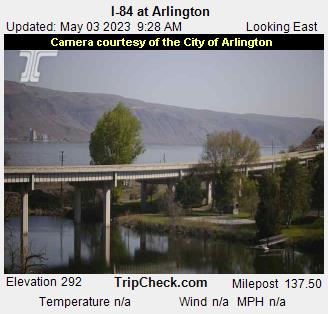 I-84 at Arlington
Updated: May 03 2023 9:28 AM Looking East
Camera courtesy of the City of Arlington
Elevation 292 TripCheck.com Milepost 137.50
Temperature n/a Wind n/a MPH n/a